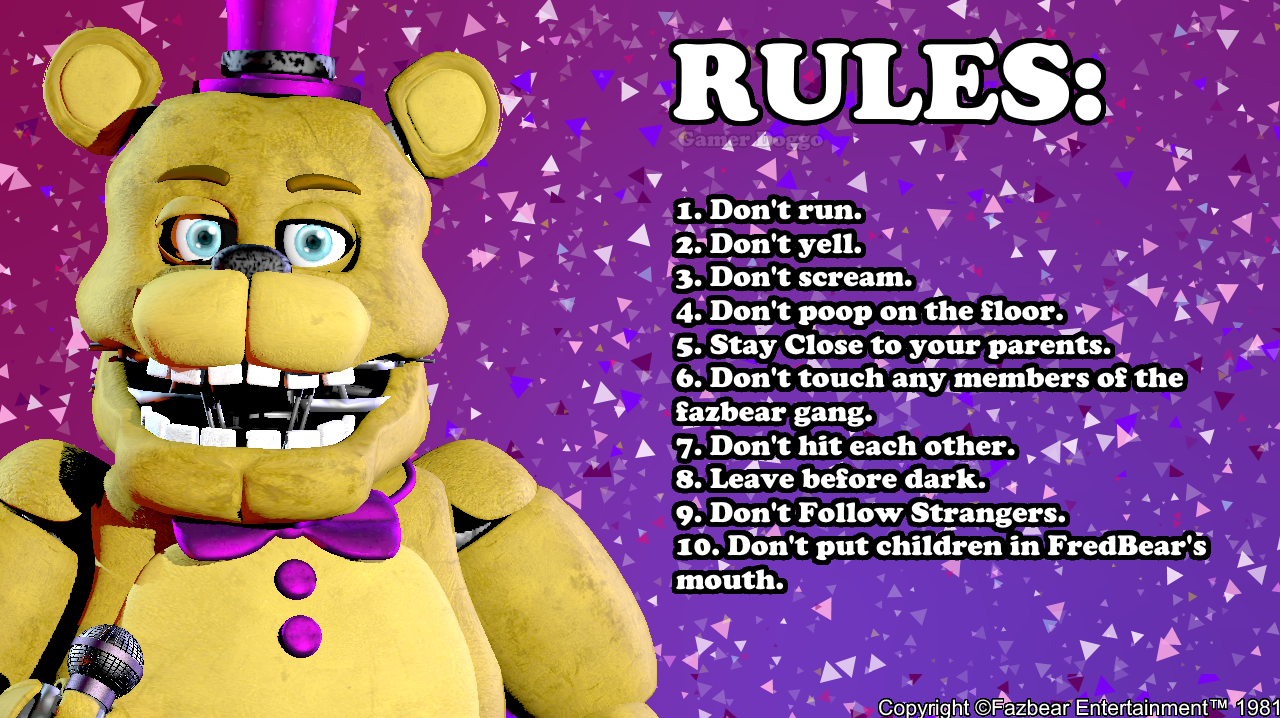 RULES:
Gamer Doggo
1. Don't run.
2. Don't yell.
3. Don't scream.
4. Don't poop on the floor.
5. Stay Close to your parents.
6. Don't touch any members of the
fazbear gang.
7. Don't hit each other.
8. Leave before dark.
9. Don't Follow Strangers.
10. Don't put children in FredBear's
mouth.
Copyright ©Fazbear Entertainment™ 1981